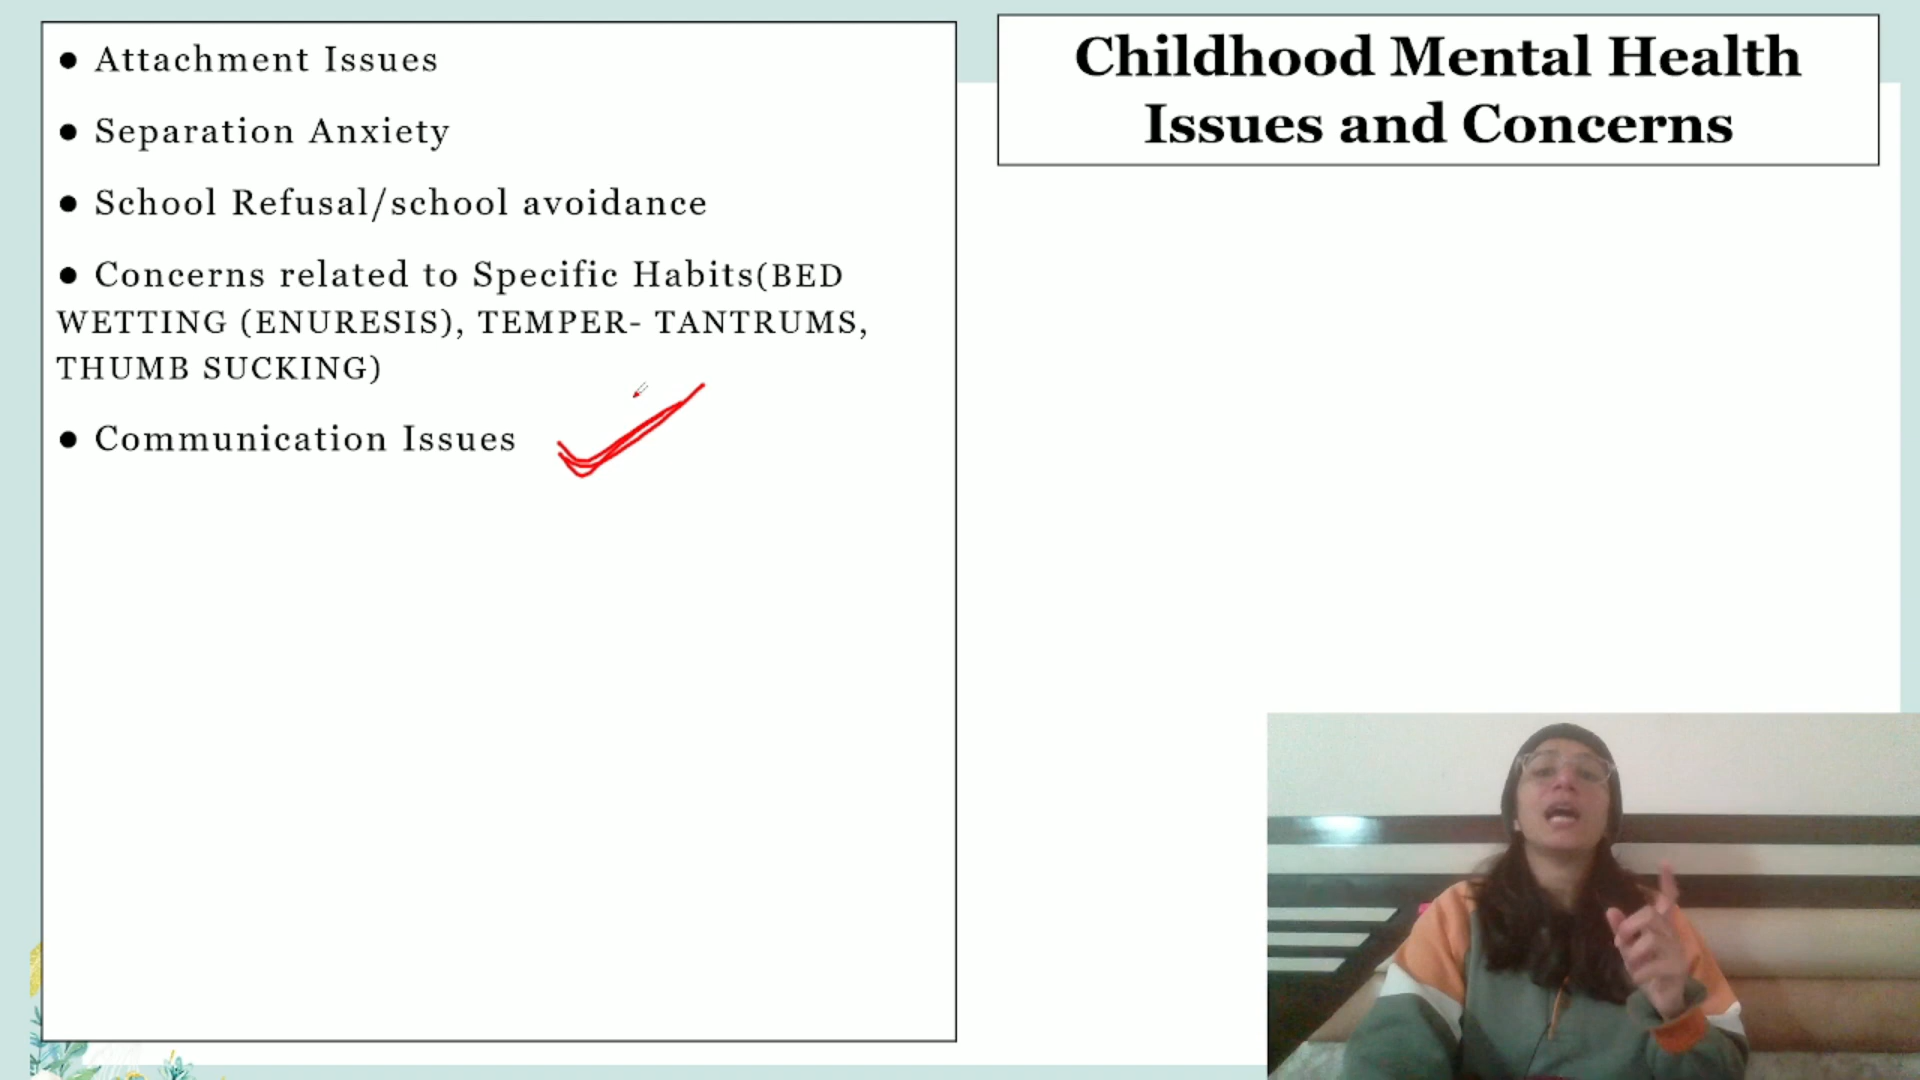 ● Attachment Issues
● Separation Anxiety
● School Refusal/school avoidance
● Concerns related to Specific Habits(BED
WETTING (ENURESIS), TEMPER- TANTRUMS,
THUMB SUCKING)
● Communication Issues
Childhood Mental Health
Issues and Concerns